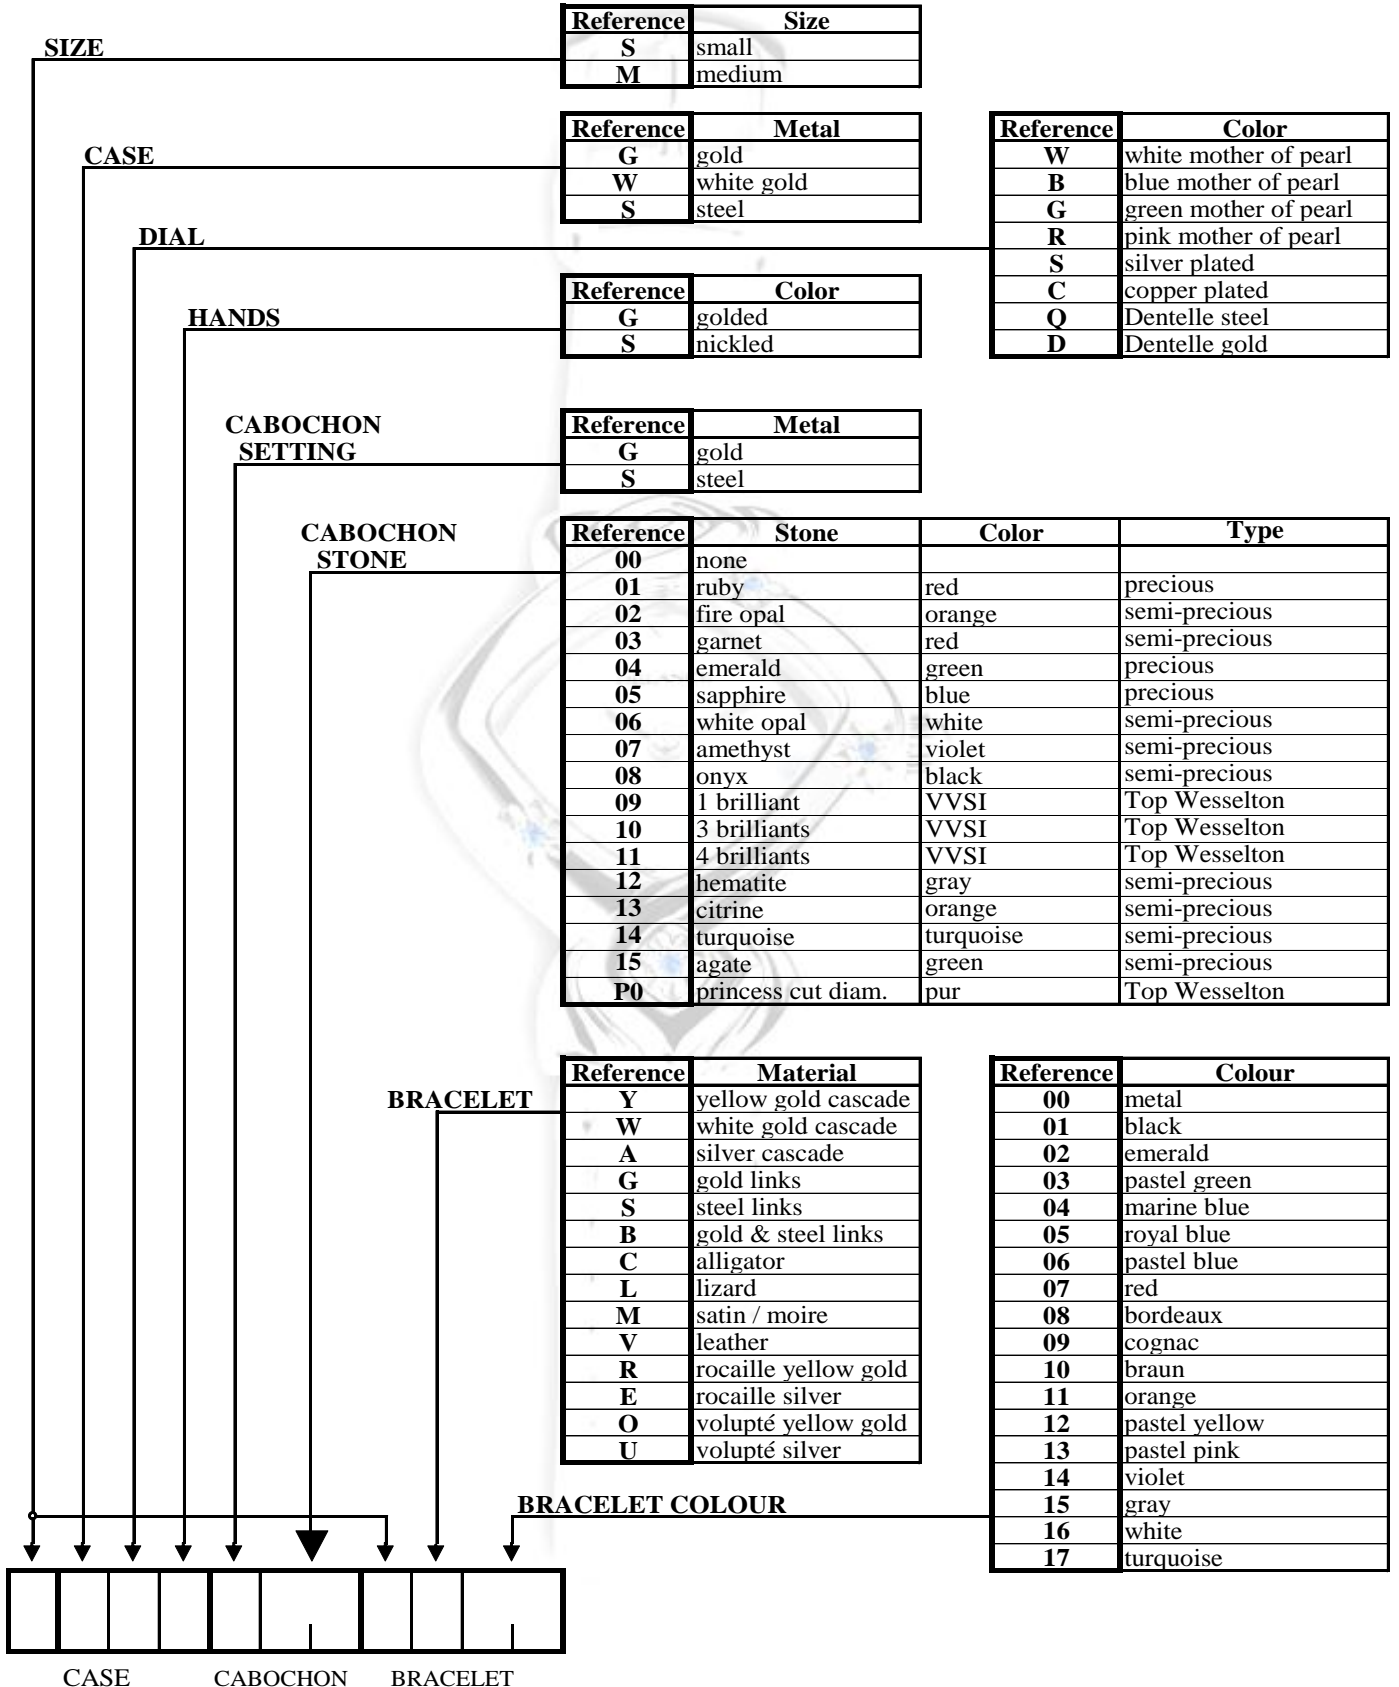 Reference Size
SIZE
S small
M medium
Reference Metal
CASE
G gold
W white gold
S steel
Reference Color
W white mother of pearl
B blue mother of pearl
G green mother of pearl
R pink mother of pearl
S silver plated
C copper plated
Q Dentelle steel
D Dentelle gold
DIAL
Reference Color
HANDS
G golded
S nickled
CABOCHON
SETTING
Reference Metal
G gold
S steel
CABOCHON
STONE
Reference Stone Color Type
00 none
01 ruby red precious
02 fire opal orange semi-precious
03 garnet red semi-precious
04 emerald green precious
05 sapphire blue precious
06 white opal white semi-precious
07 amethyst violet semi-precious
08 onyx black semi-precious
09 1 brilliant VVSI Top Wesselton
10 3 brilliants VVSI Top Wesselton
11 4 brilliants VVSI Top Wesselton
12 hematite gray semi-precious
13 citrine orange semi-precious
14 turquoise turquoise semi-precious
15 agate green semi-precious
P0 princess cut diam. pur Top Wesselton
BRACELET
Reference Material
Y yellow gold cascade
W white gold cascade
A silver cascade
G gold links
S steel links
B gold & steel links
C alligator
L lizard
M satin / moire
V leather
R rocaille yellow gold
E rocaille silver
O volupté yellow gold
U volupté silver
Reference Colour
00 metal
01 black
02 emerald
03 pastel green
04 marine blue
05 royal blue
06 pastel blue
07 red
08 bordeaux
09 cognac
10 braun
11 orange
12 pastel yellow
13 pastel pink
14 violet
15 gray
16 white
17 turquoise
BRACELET COLOUR
CASE CABOCHON BRACELET